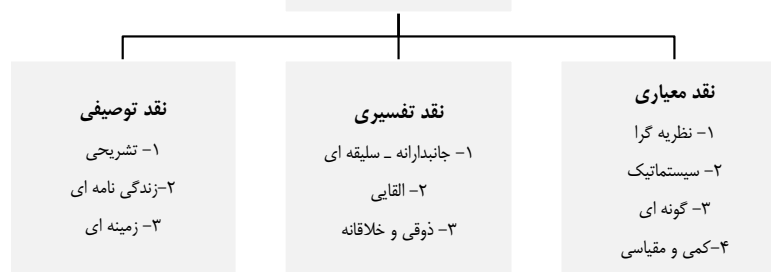 نقد معیاری
۱- نظریه گرا
۲- سیستماتیک
۳- گونه ای
۴-کمی و مقیاسی
نقد تفسیری
۱- جانبدارانه ـ سلیقه ای
۲- القایی
۳- ذوقی و خلاقانه
نقد توصیفی
۱- تشریحی
۲-زندگی نامه ای
۳- زمینه ای